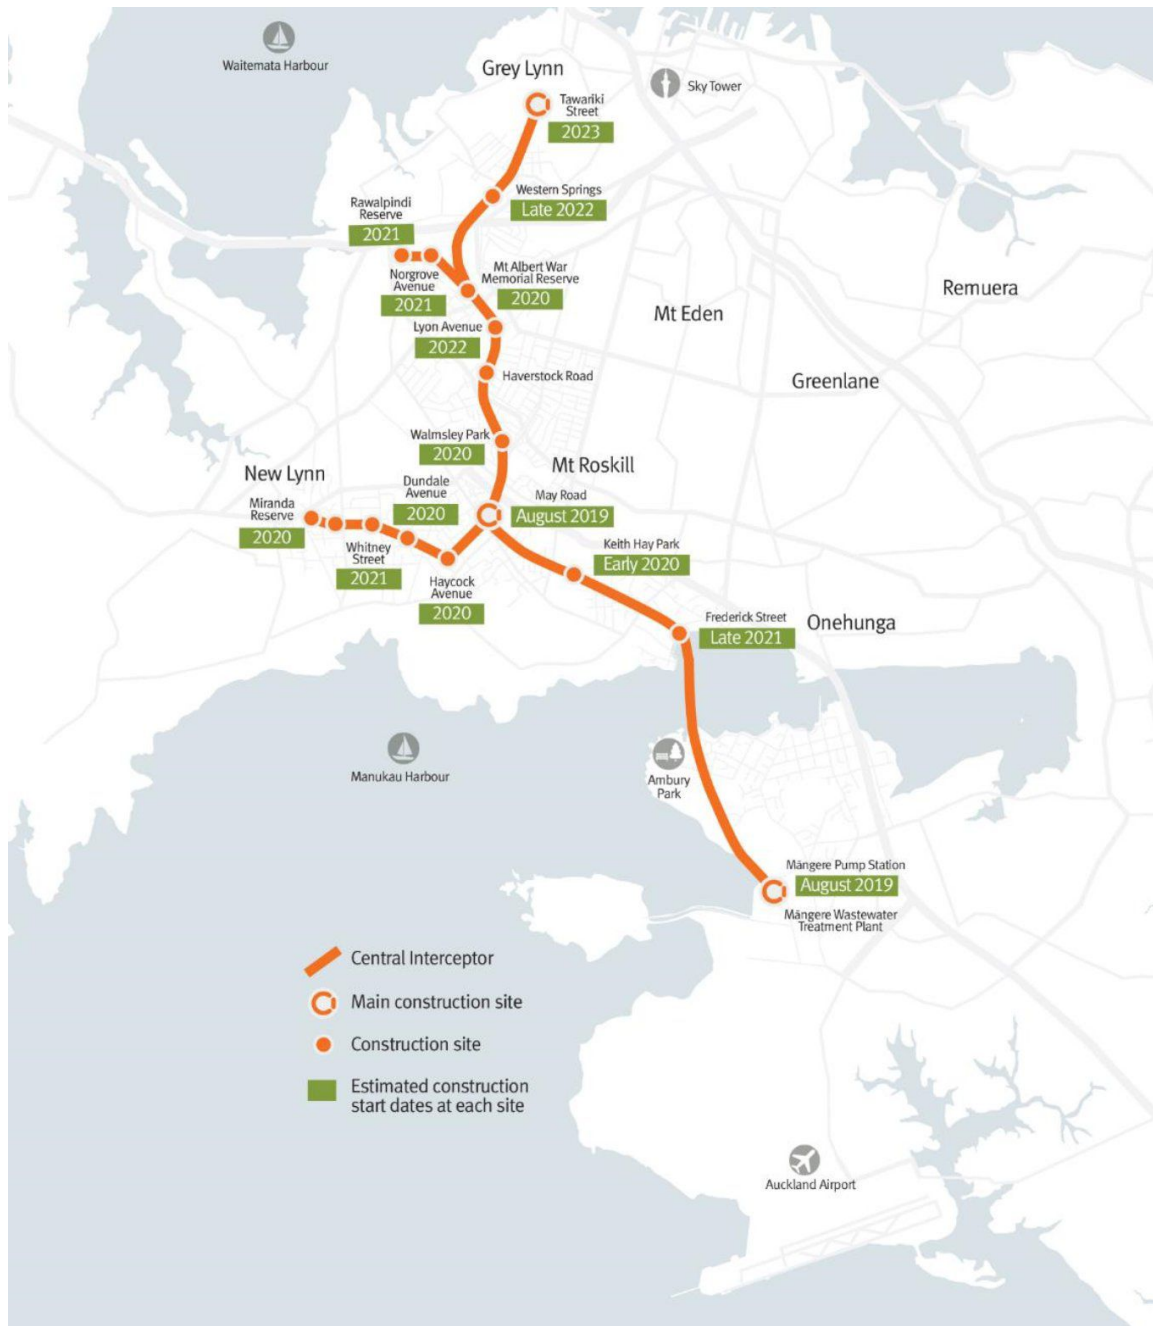 Waitemata Harbour
Grey Lynn
Sky Tower
Tawariki
Street
2023
Western Springs
Late 2022
Rawalpindi
Reserve
2021
Norgrove
Avenue
2021
Mt Albert War
Memorial Reserve
2020
Remuera
Mt Eden
Lyon Avenue
2022
Haverstock Road
Greenlane
Walmsley Park
2020
Mt Roskill
New Lynn
Miranda
Reserve
2020
Dundale
Avenue
2020
May Road
August 2019
Whitney
Street
2021
Keith Hay Park
Early 2020
Haycock
Avenue
2020
Frederick Street
Late 2021
Onehunga
Manukau Harbour
Ambury
Park
Māngere Pump Station
August 2019
Māngere Wastewater
Treatment Plant
Central Interceptor
Main construction site
Construction site
Estimated construction
start dates at each site
Auckland Airport